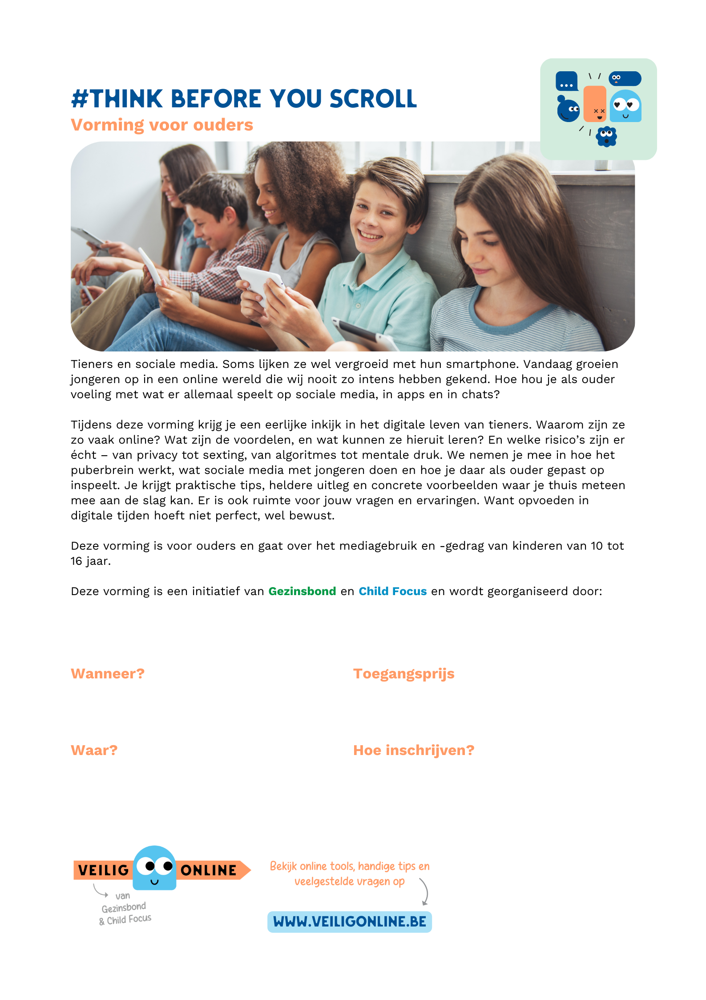 #THINK BEFORE YOU SCROLL
Vorming voor ouders
Tieners en sociale media. Soms lijken ze wel vergroeid met hun smartphone. Vandaag groeien
jongeren op in een online wereld die wij nooit zo intens hebben gekend. Hoe hou je als ouder
voeling met wat er allemaal speelt op sociale media, in apps en in chats?
Tijdens deze vorming krijg je een eerlijke inkijk in het digitale leven van tieners. Waarom zijn ze
zo vaak online? Wat zijn de voordelen, en wat kunnen ze hieruit leren? En welke risico’s zijn er
écht – van privacy tot sexting, van algoritmes tot mentale druk. We nemen je mee in hoe het
puberbrein werkt, wat sociale media met jongeren doen en hoe je daar als ouder gepast op
inspeelt. Je krijgt praktische tips, heldere uitleg en concrete voorbeelden waar je thuis meteen
mee aan de slag kan. Er is ook ruimte voor jouw vragen en ervaringen. Want opvoeden in
digitale tijden hoeft niet perfect, wel bewust.
Deze vorming is voor ouders en gaat over het mediagebruik en -gedrag van kinderen van 10 tot
16 jaar.
Deze vorming is een initiatief van Gezinsbond en Child Focus en wordt georganiseerd door:
Wanneer?
Toegangsprijs
Waar?
Hoe inschrijven?
VEILIG ONLINE
van
Gezinsbond
& Child Focus
Bekijk online tools, handige tips en
veelgestelde vragen op
WWW.VEILIGONLINE.BE